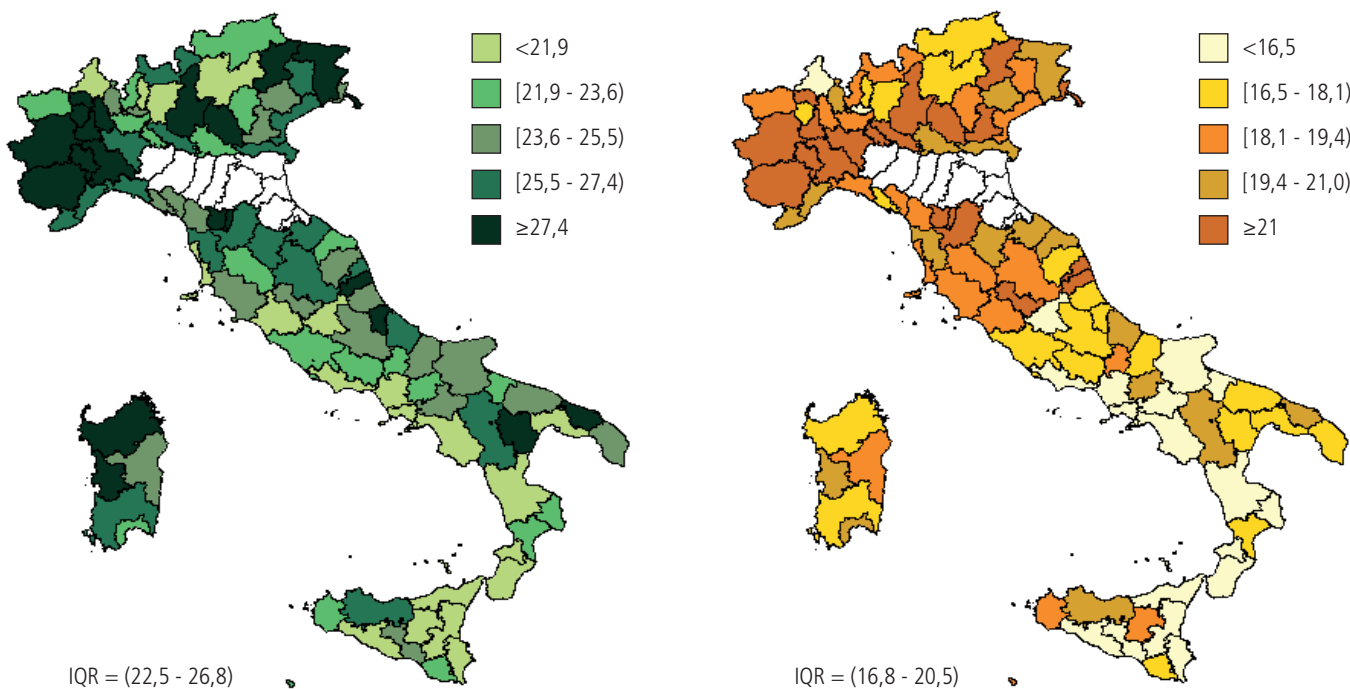 <21,9
[21,9 - 23,6)
[23,6 - 25,5)
[25,5 - 27,4)
≥27,4
IQR = (22,5 - 26,8)
<16,5
[16,5 - 18,1)
[18,1 - 19,4)
[19,4 - 21,0)
≥21
IQR = (16,8 - 20,5)